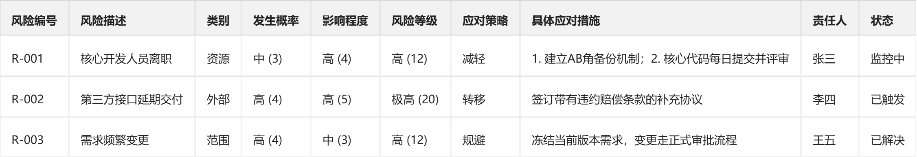 风险编号 风险描述 类别 发生概率 影响程度 风险等级 应对策略 具体应对措施 责任人 状态
R-001 核心开发人员离职 资源 中 (3) 高 (4) 高 (12) 减轻 1. 建立AB角备份机制；2. 核心代码每日提交并评审 张三 监控中
R-002 第三方接口延期交付 外部 高 (4) 高 (5) 极高 (20) 转移 签订带有违约赔偿条款的补充协议 李四 已触发
R-003 需求频繁变更 范围 高 (4) 中 (3) 高 (12) 规避 冻结当前版本需求，变更走正式审批流程 王五 已解决